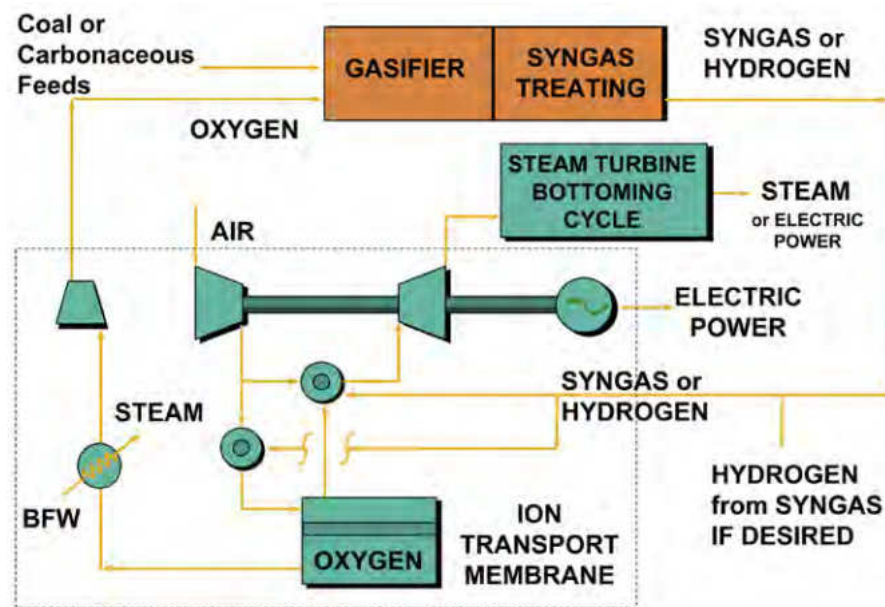 Coal or
Carbonaceous
Feeds
GASIFIER
SYNGAS
TREATING
SYNGAS or
HYDROGEN
OXYGEN
STEAM TURBINE
BOTTOMING
CYCLE
STEAM
or ELECTRIC
POWER
AIR
ELECTRIC
POWER
SYNGAS or
HYDROGEN
STEAM
BFW
HYDROGEN
from SYNGAS
IF DESIRED
OXYGEN
ION
TRANSPORT
MEMBRANE